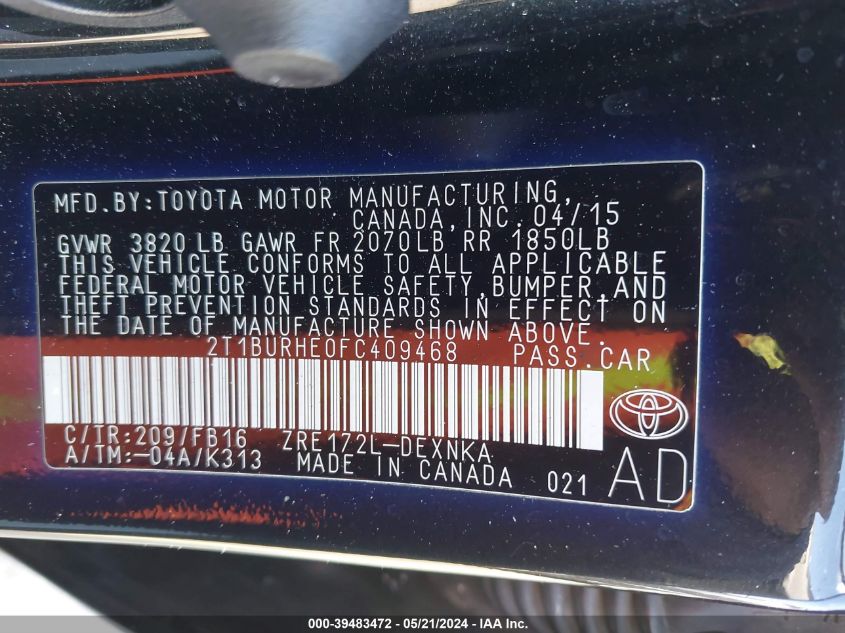 MFD.BY:TOYOTA MOTOR MANUFACTURING,
CANADA,INC. 04/15
GVWR 3820 LB GAWR FR 2070LB RR 1850LB
THIS VEHICLE CONFORMS TO ALL APPLICABLE
FEDERAL MOTOR VEHICLE SAFETY,BUMPER,AND
THEFT PREVENTION STANDARDS IN EFFECT ON
THE DATE OF MANUFACTURE SHOWN ABOVE.
2T1BURHE0FC409468 PASS.CAR
C/TR:209/FB16 ZRE172L-DEXNKA
A/TM:-04A/K313 MADE IN CANADA 021 AD
000-39483472 - 05/21/2024 - IAA Inc.